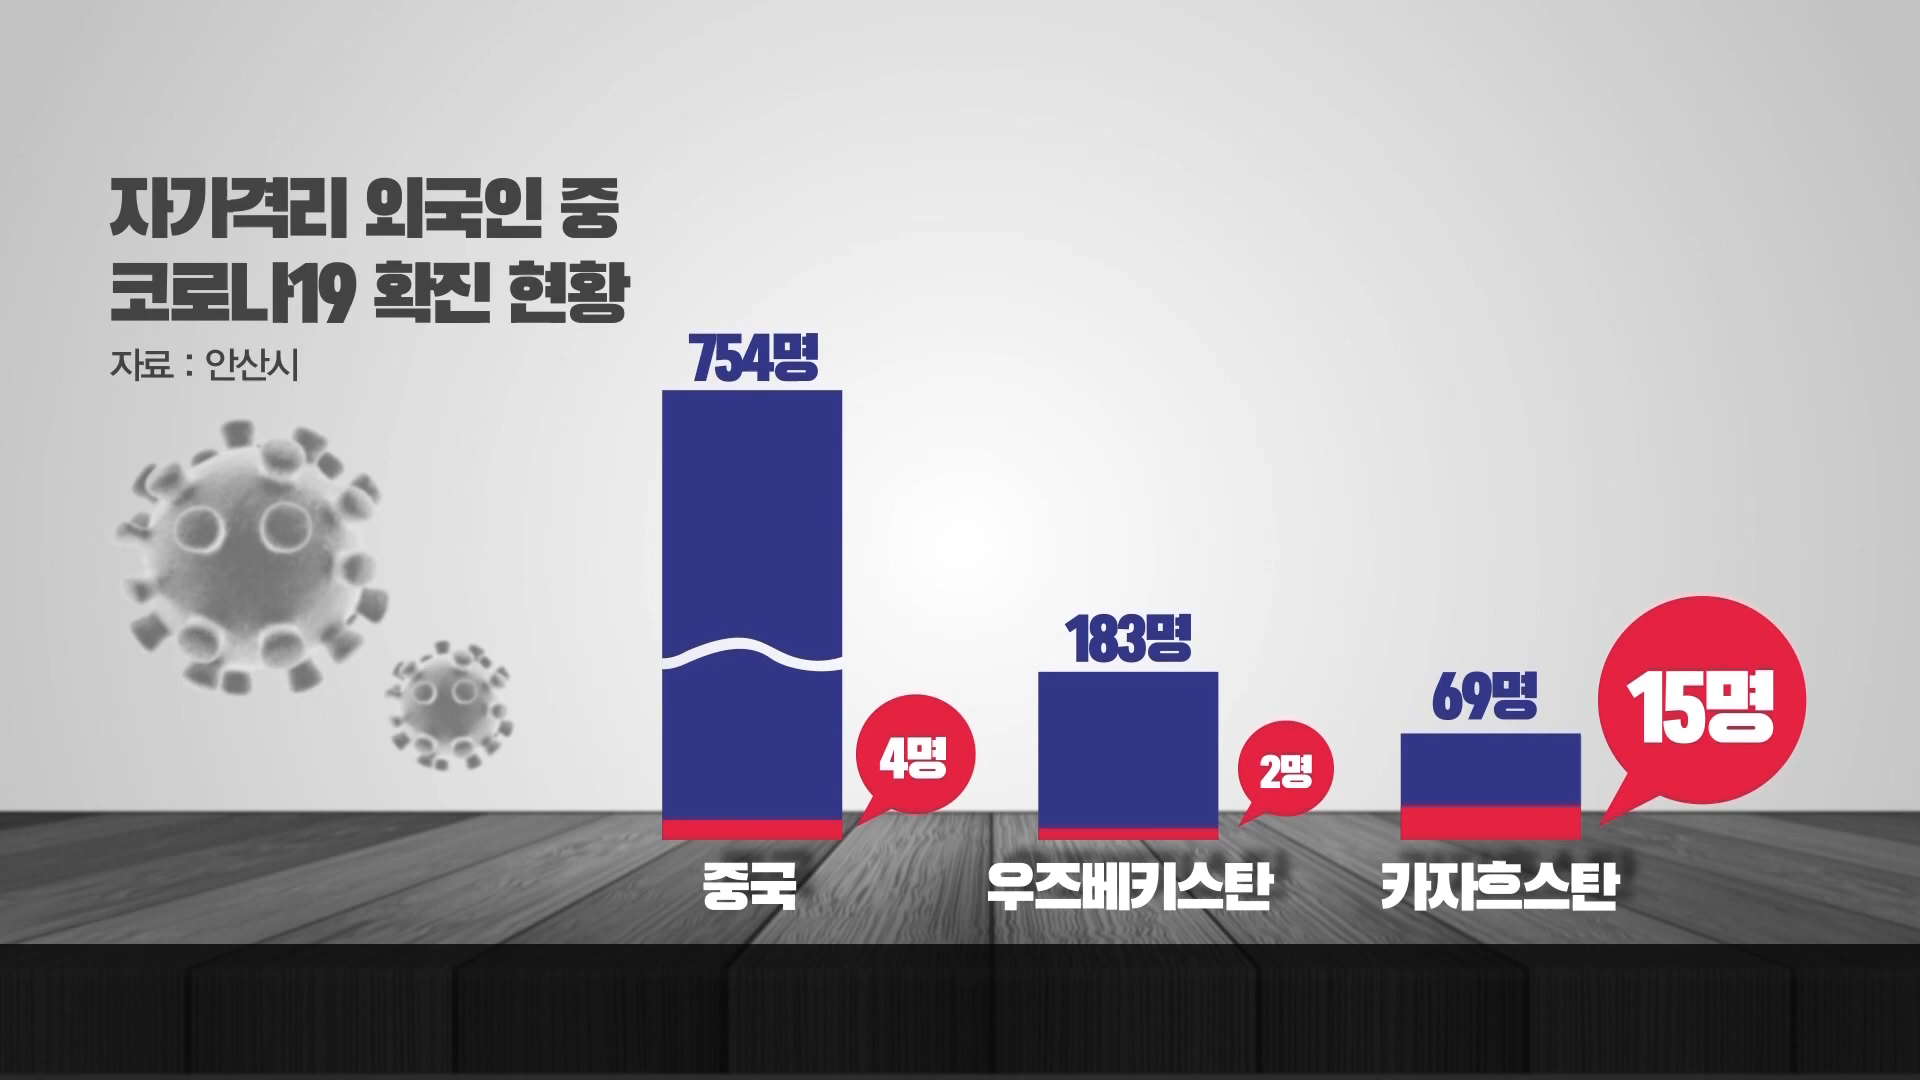 자가격리 외국인 중
코로나19 확진 현황
자료 : 안산시
754명
4명
중국
183명
2명
우즈베키스탄
69명
15명
카자흐스탄